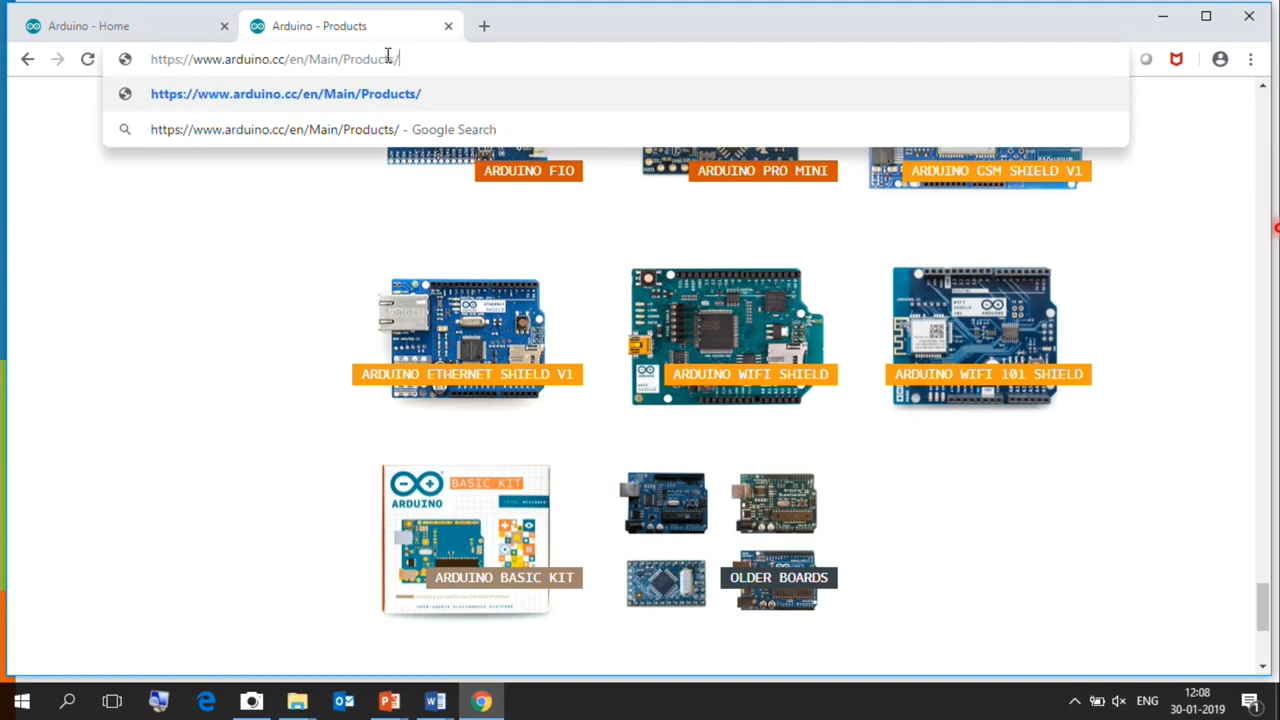 Arduino - Home
Arduino - Products
https://www.arduino.cc/en/Main/Products/
https://www.arduino.cc/en/Main/Products/
https://www.arduino.cc/en/Main/Products/ - Google Search
ARDUINO FIO
ARDUINO PRO MINI
ARDUINO GSM SHIELD V1
ARDUINO ETHERNET SHIELD V1
ARDUINO WIFI SHIELD
ARDUINO WIFI 101 SHIELD
BASIC KIT
ARDUINO
ARDUINO BASIC KIT
OLDER BOARDS
ENG
12:08
30-01-2019